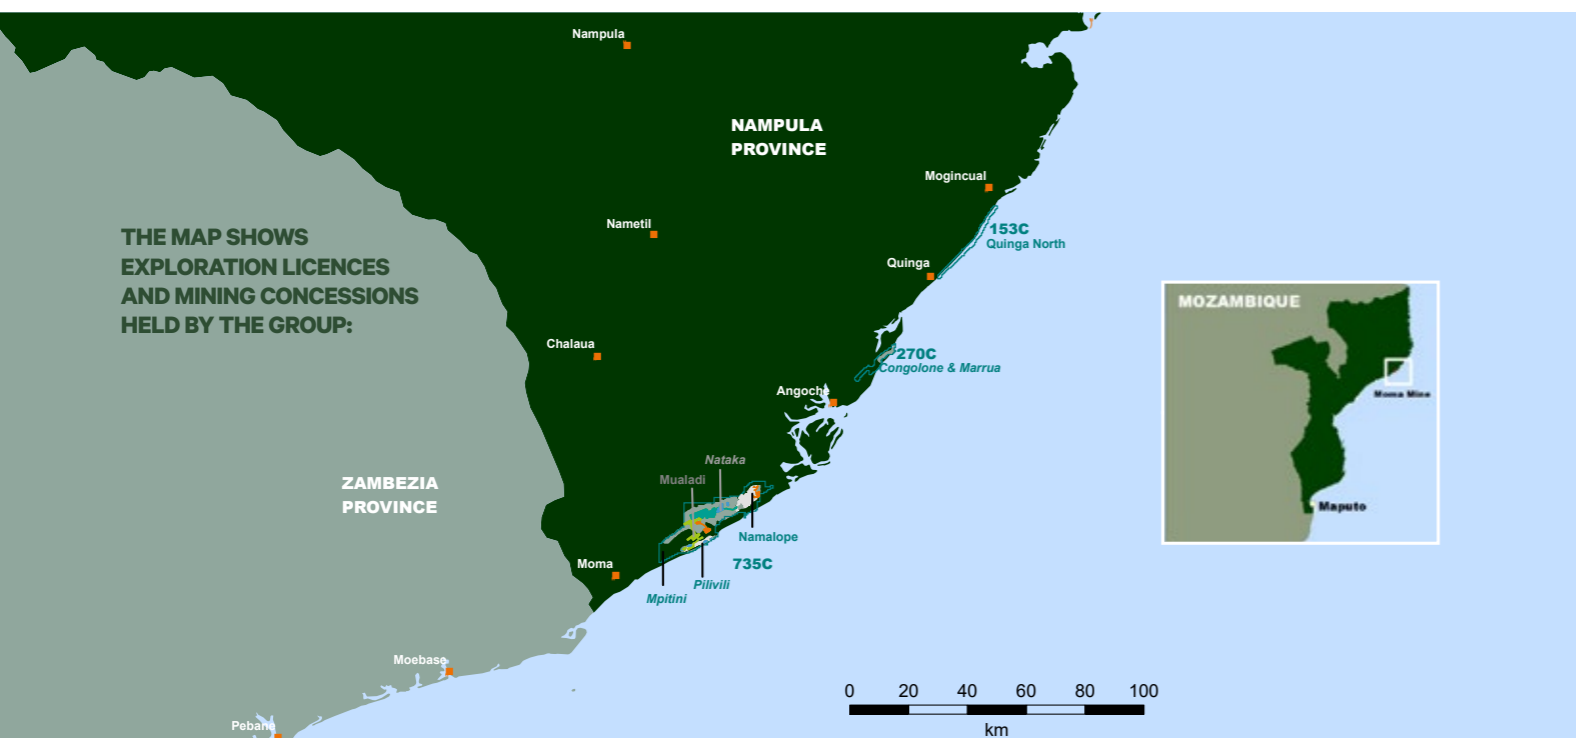 Nampula
NAMPULA
PROVINCE
Mogincual
Nametil
153C
Quinga North
THE MAP SHOWS
EXPLORATION LICENCES
AND MINING CONCESSIONS
HELD BY THE GROUP:
Quinga
MOZAMBIQUE
Chalaua
270C
Congolone & Marrua
Angoche
Moma Mine
Nataka
Mualadi
ZAMBEZIA
PROVINCE
Maputo
Namalope
735C
Moma
Pilivili
Mpitini
Moebase
0 20 40 60 80 100
km
Pebane